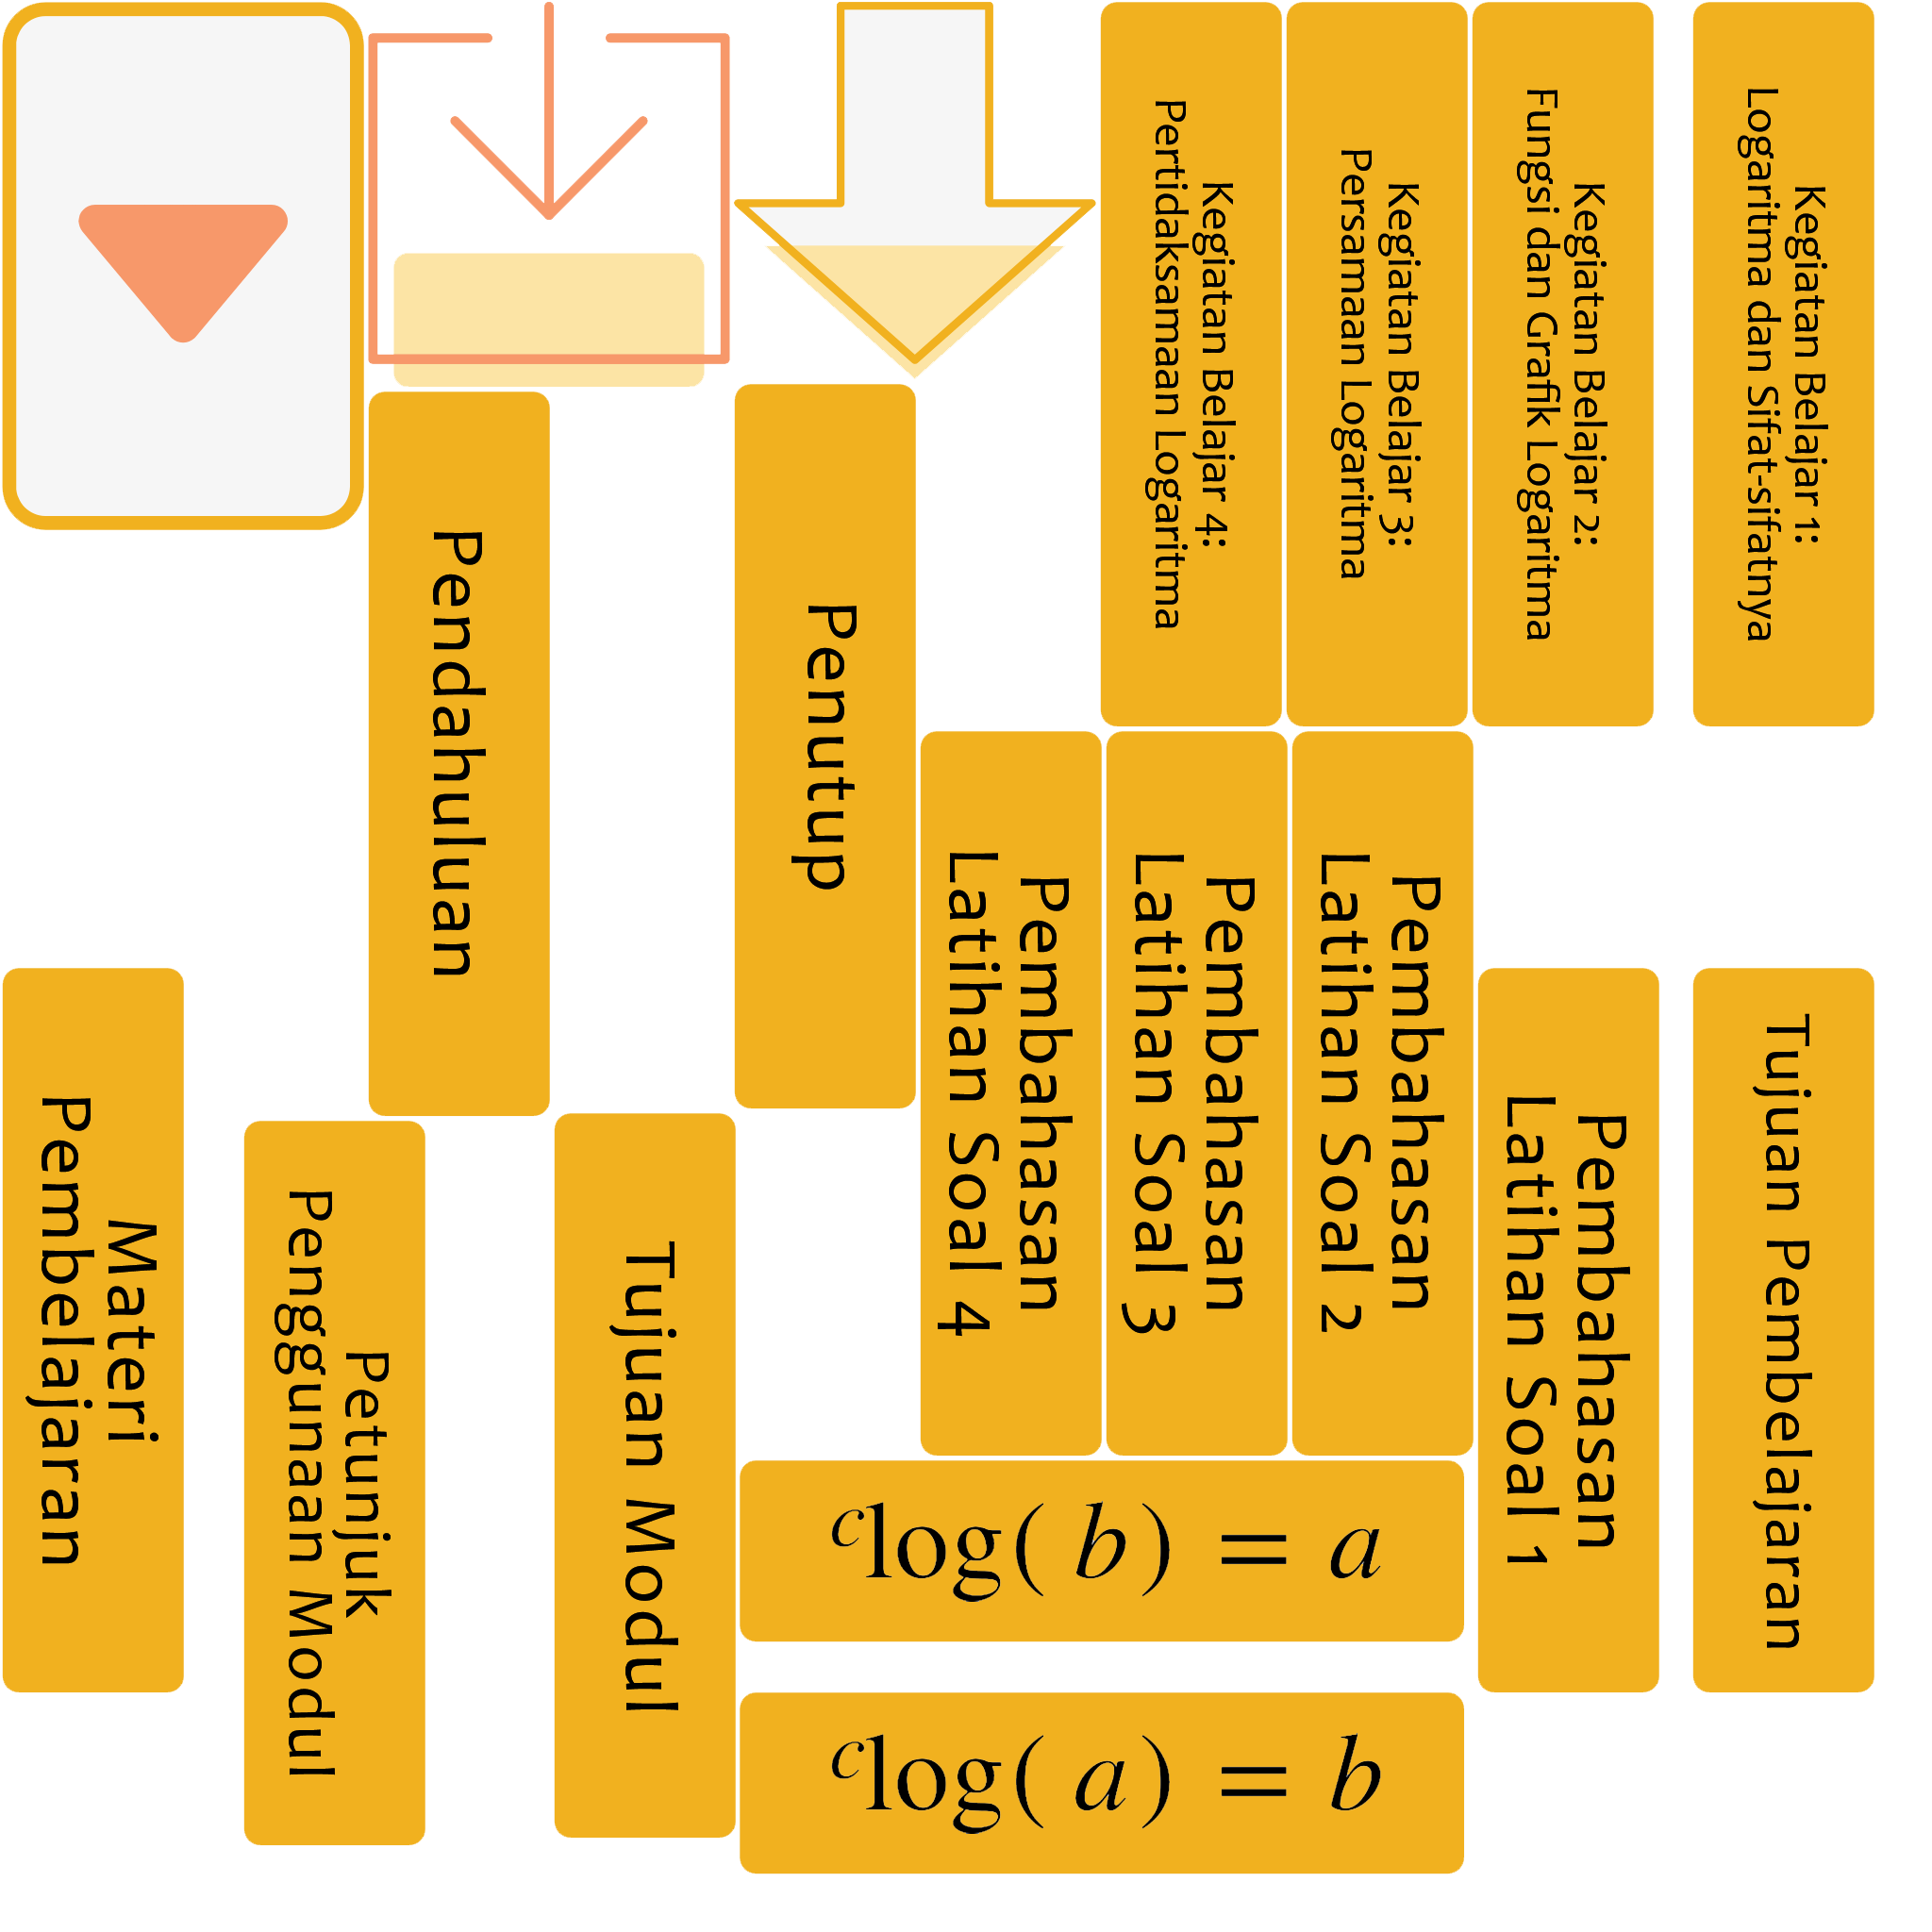 Kegiatan Belajar 4:
Pertidaksamaan Logaritma
Kegiatan Belajar 3:
Persamaan Logaritma
Kegiatan Belajar 2:
Fungsi dan Grafik Logaritma
Kegiatan Belajar 1:
Logaritma dan Sifat-sifatnya
Pendahuluan
Penutup
Pembahasan
Latihan Soal 4
Pembahasan
Latihan Soal 3
Pembahasan
Latihan Soal 2
Pembahasan
Latihan Soal 1
Tujuan Pembelajaran
Materi
Pembelajaran
Petunjuk
Penggunaan Modul
Tujuan Modul
ᶜlog( b ) = a
ᶜlog( a ) = b